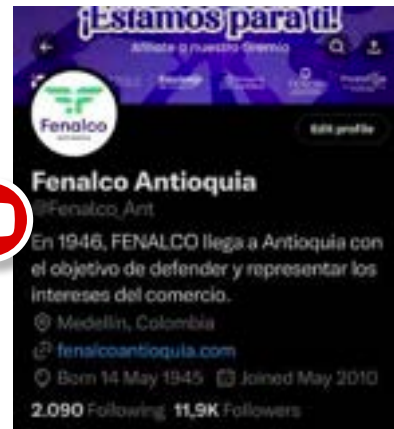 ¡Estamos para ti!
Afíliate a nuestro Gremio
Fenalco
Edit profile
Fenalco Antioquia
@Fenalco_Ant
En 1946, FENALCO llega a Antioquia con
el objetivo de defender y representar los
intereses del comercio.
Medellín, Colombia
fenalcoantioquia.com
Born 14 May 1945 Joined May 2010
2.090 Following 11,9K Followers